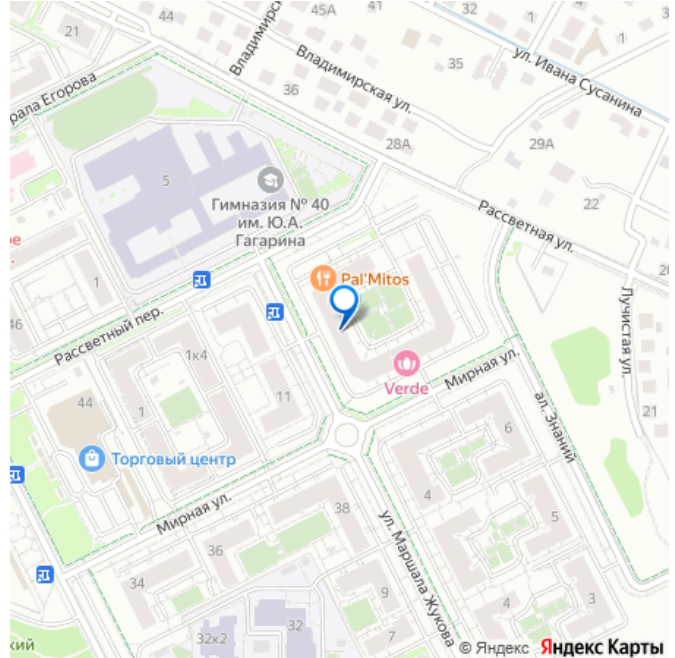 45А
41
32
21
44
1
Владимирск
ул. Ивана Сусанина
35
Владимирская ул.
рала Егорова
36
28А
29А
5
Гимназия № 40
им. Ю.А.
Гагарина
22
Рассветная ул.
ое
Pal'Mitos
20
1
Лучистая ул.
46
Рассветный пер.
1к4
Verde
Мирная ул.
44
11
1
21
6
ал. Знаний
Торговый центр
4
Мирная ул.
38
ул. Маршала Жукова
5
36
34
9
4
3
32к2
32
7
кий
© Яндекс Яндекс Карты